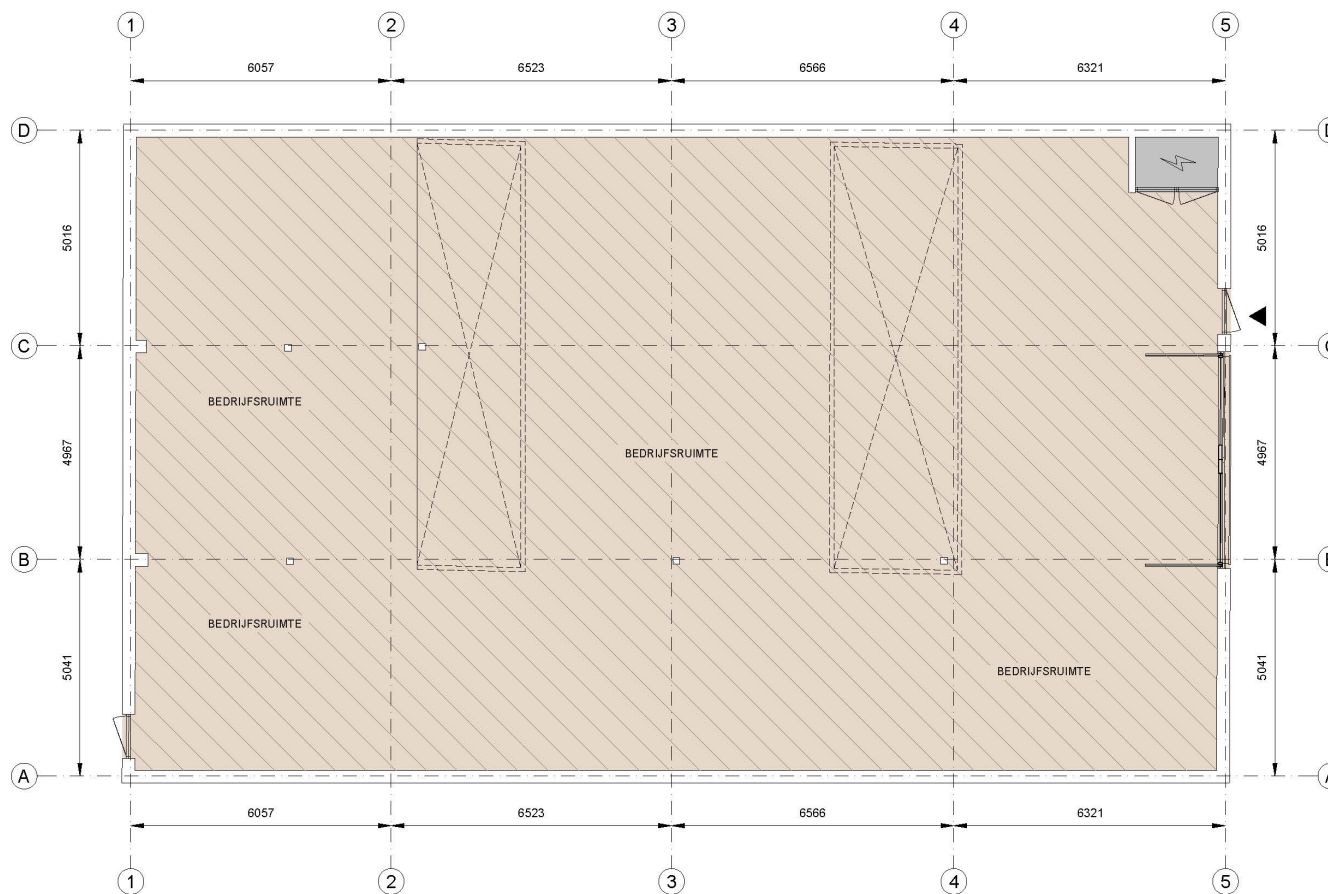 1 2 3 4 5
6057 6523 6566 6321
D D
5016 5016
C C
BEDRIJFSRUIMTE
4967 4967
BEDRIJFSRUIMTE
B B
BEDRIJFSRUIMTE
5041 5041
BEDRIJFSRUIMTE
A A
6057 6523 6566 6321
1 2 3 4 5